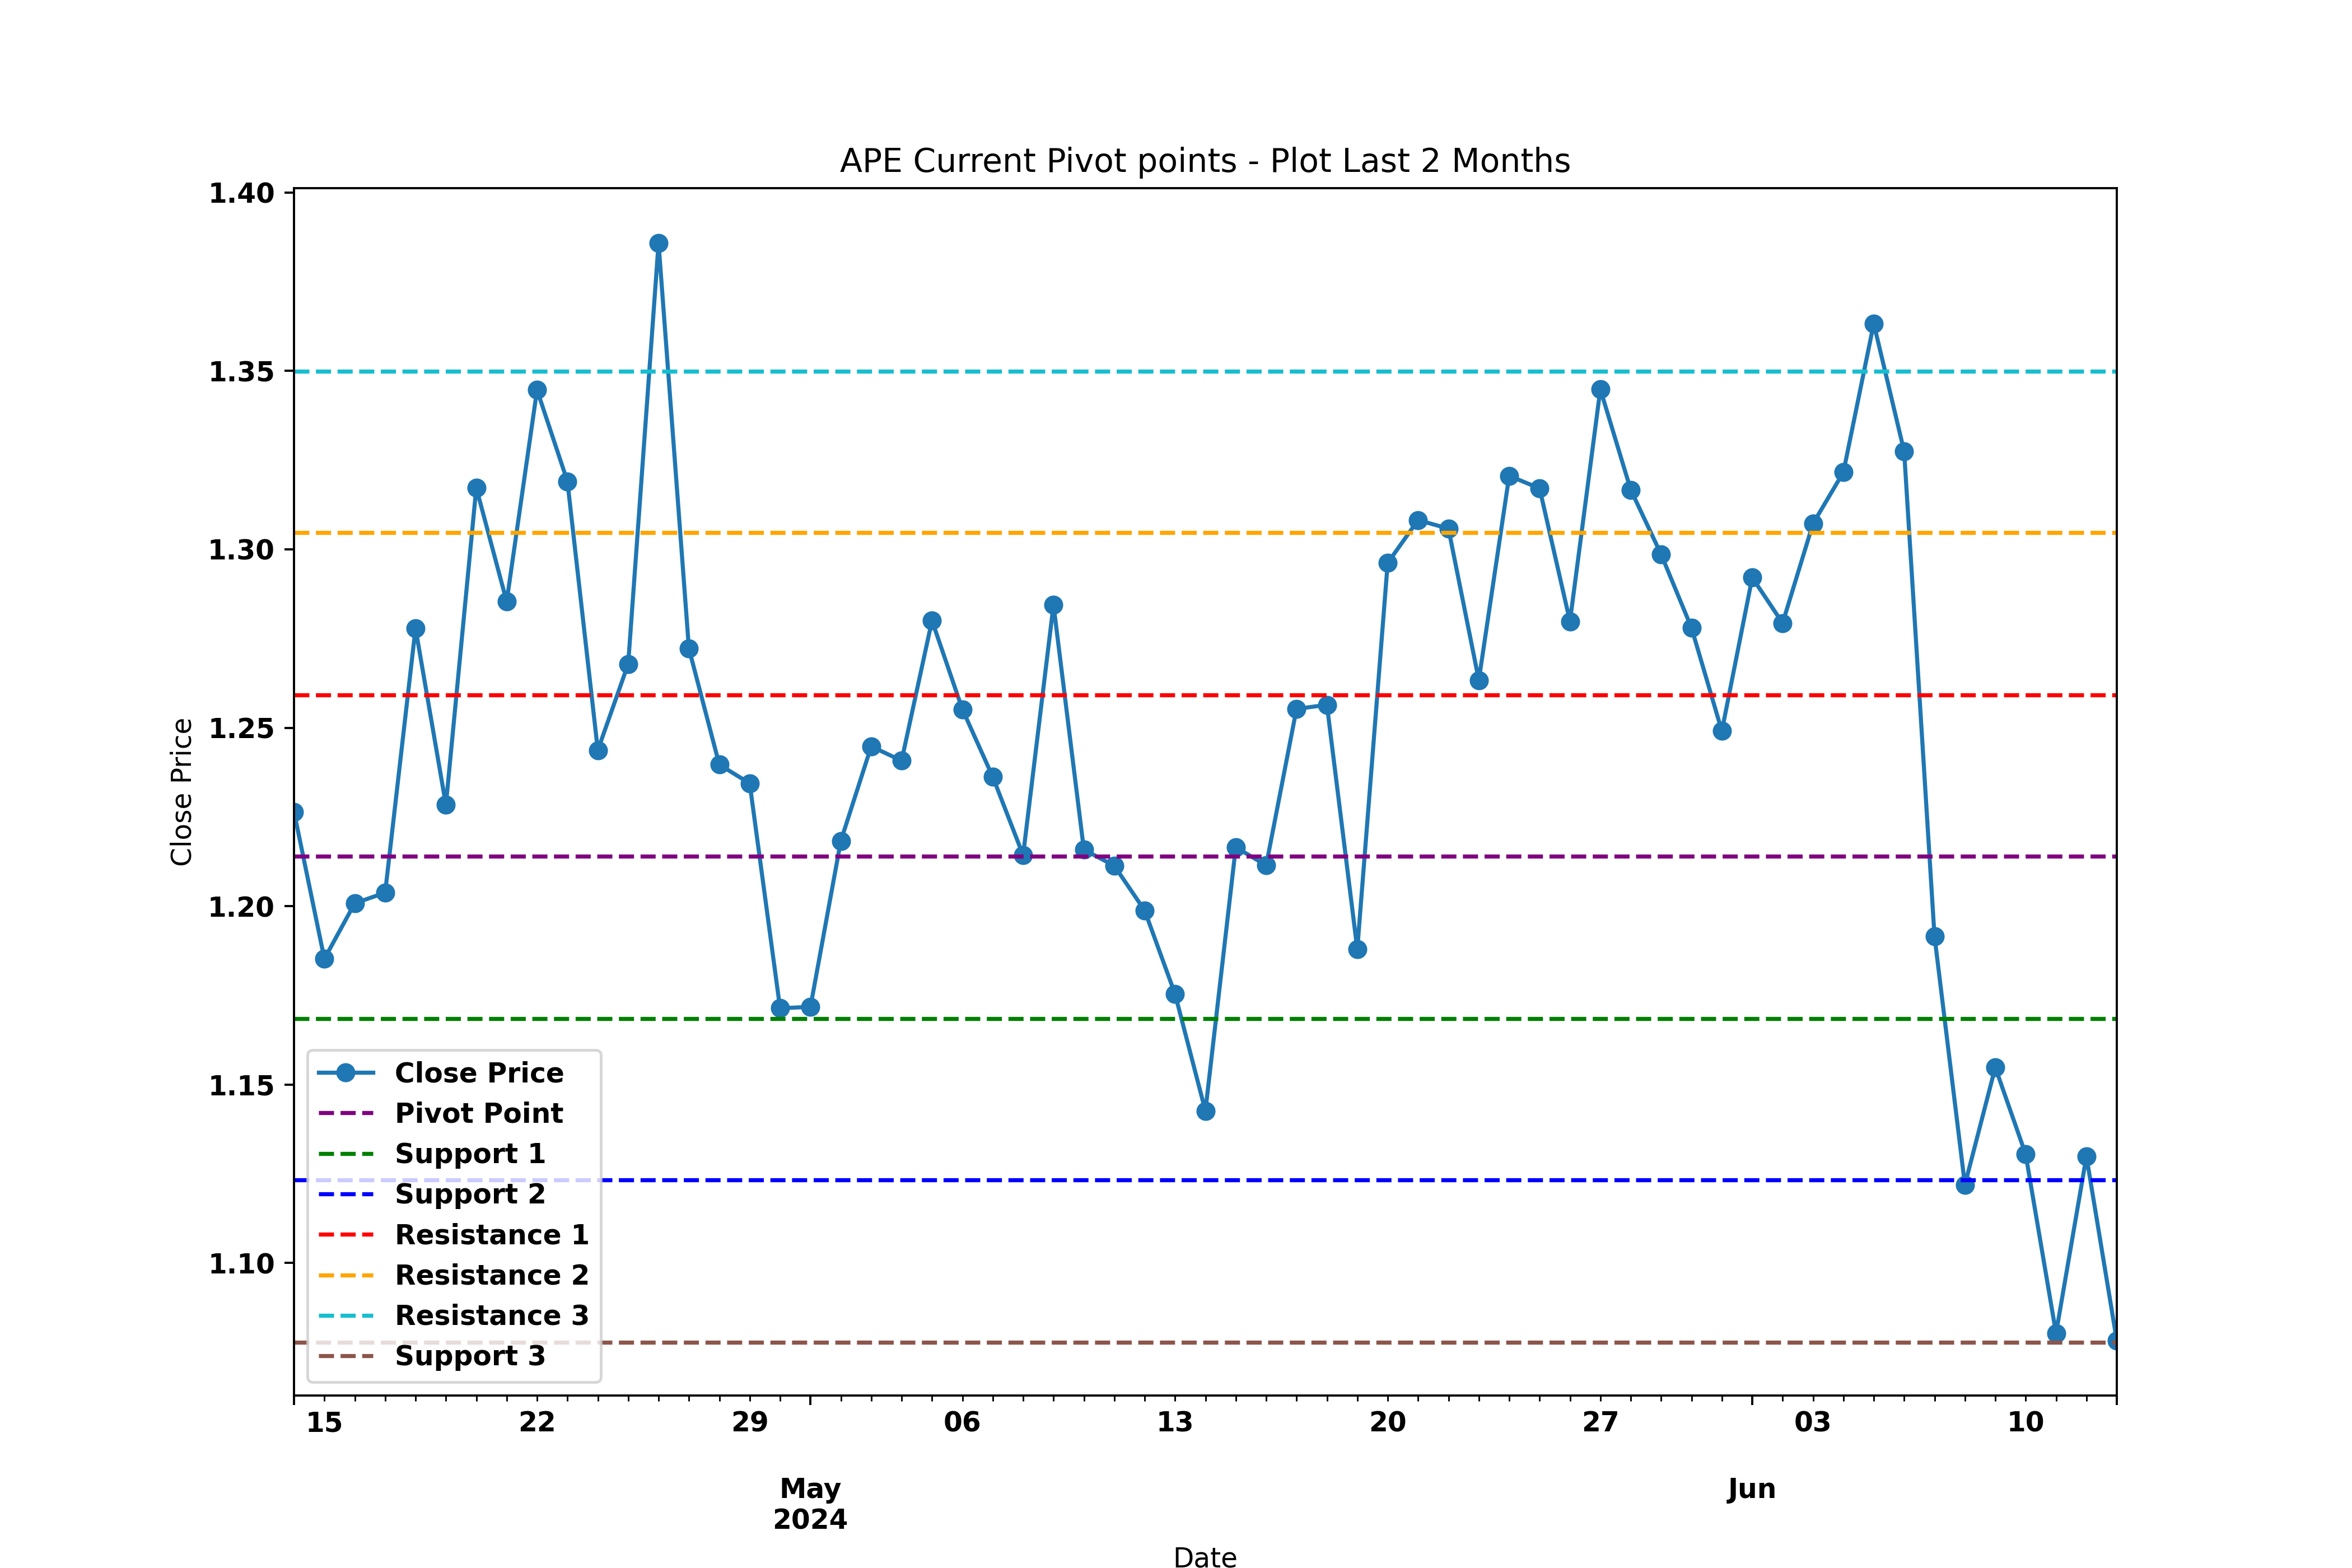 APE Current Pivot points - Plot Last 2 Months
1.40
1.35
1.30
1.25
1.20
1.15
1.10
Close Price
Close Price
Pivot Point
Support 1
Support 2
Resistance 1
Resistance 2
Resistance 3
Support 3
15 22 29 06 13 20 27 03 10
May Jun
2024
Date